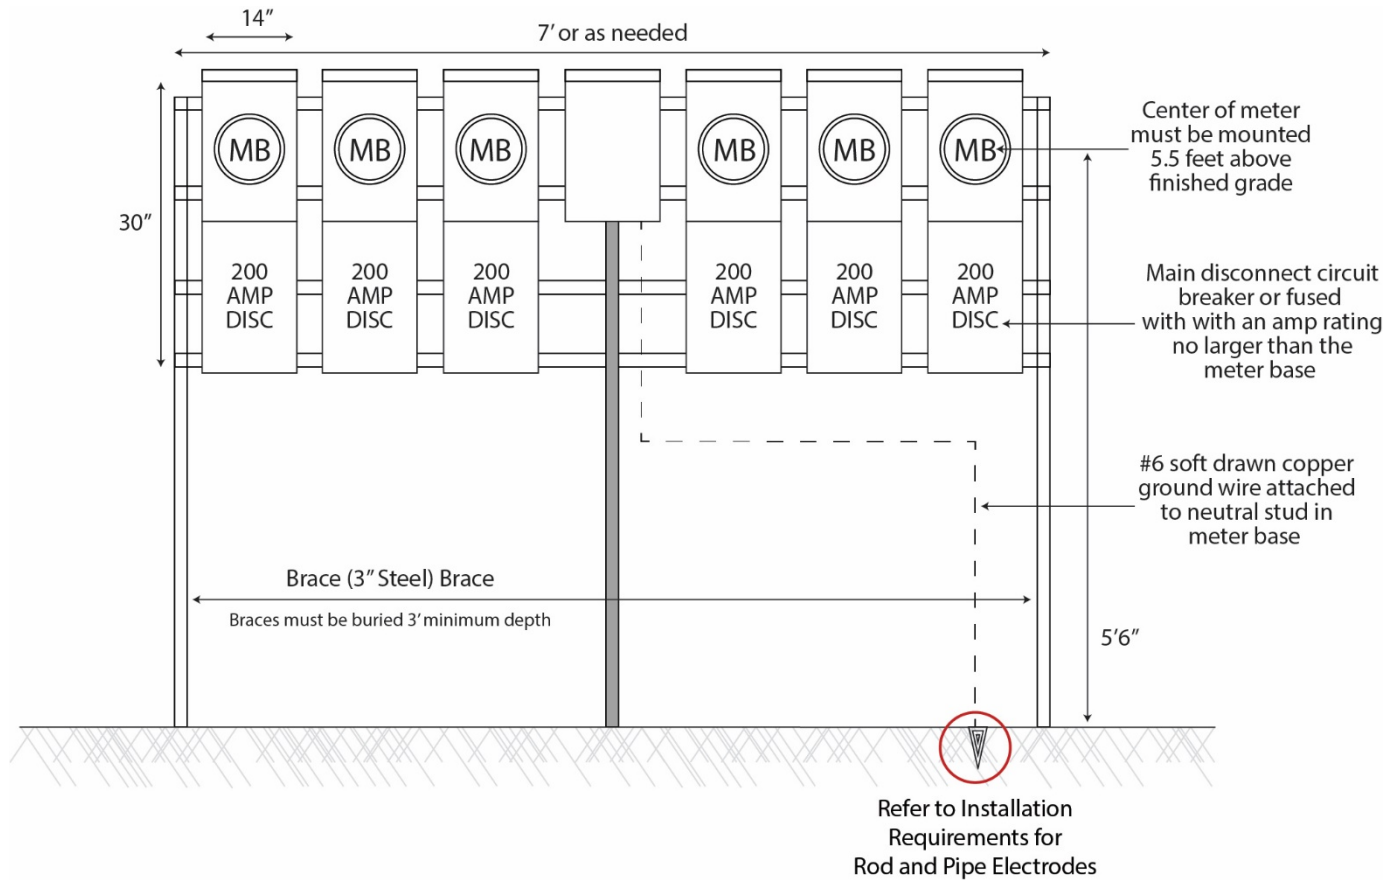 14"
7' or as needed
MB
MB
MB
MB
MB
MB
Center of meter
must be mounted
5.5 feet above
finished grade
30"
200
AMP
DISC
200
AMP
DISC
200
AMP
DISC
200
AMP
DISC
200
AMP
DISC
200
AMP
DISC
Main disconnect circuit
breaker or fused
with with an amp rating
no larger than the
meter base
#6 soft drawn copper
ground wire attached
to neutral stud in
meter base
Brace (3" Steel) Brace
Braces must be buried 3' minimum depth
5'6"
Refer to Installation
Requirements for
Rod and Pipe Electrodes